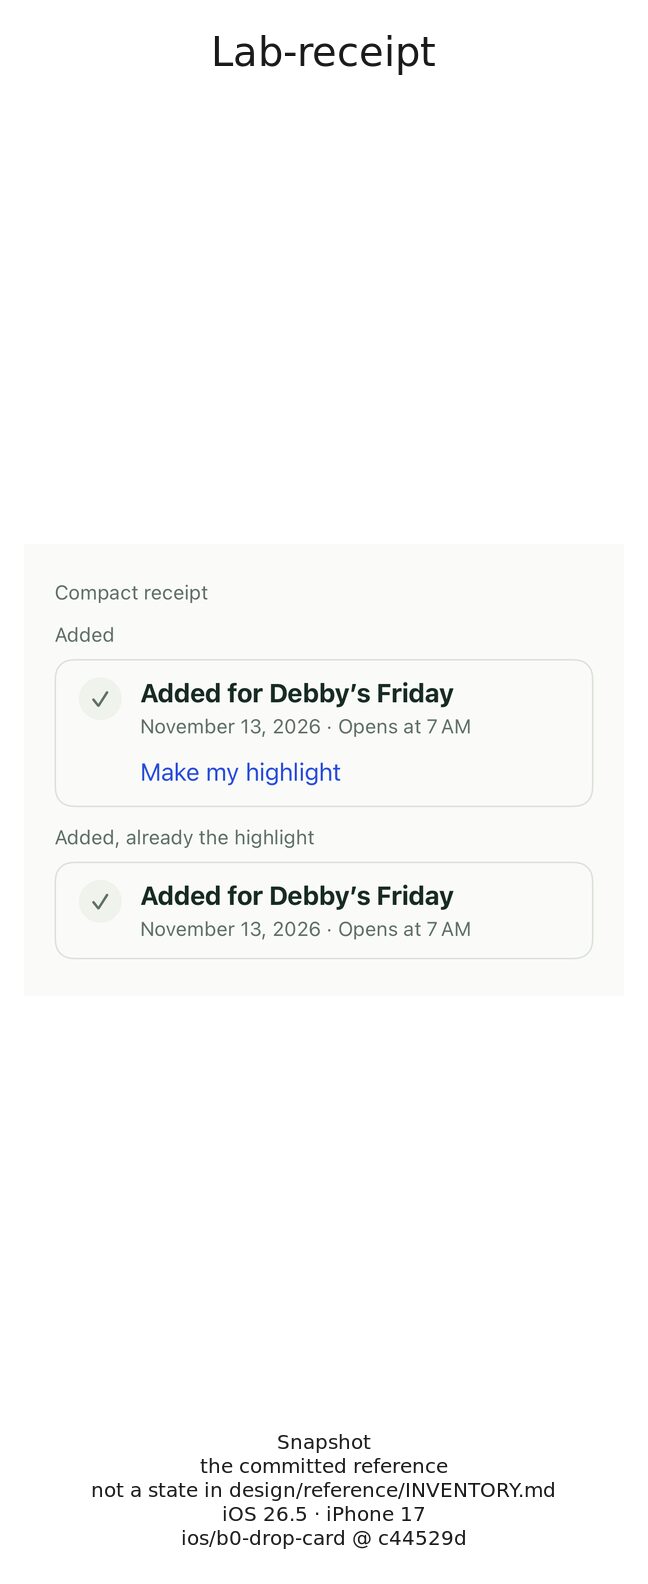 Lab-receipt
Compact receipt
Added
Added for Debby’s Friday
November 13, 2026 · Opens at 7 AM
Make my highlight
Added, already the highlight
Added for Debby’s Friday
November 13, 2026 · Opens at 7 AM
Snapshot
the committed reference
not a state in design/reference/INVENTORY.md
iOS 26.5 · iPhone 17
ios/b0-drop-card @ c44529d